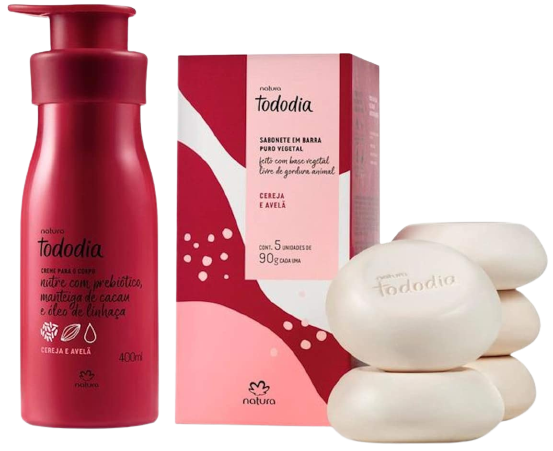 natura
tododia
CREME PARA O CORPO
nutre com prebiótico,
manteiga de cacau
e óleo de linhaça
CEREJA E AVELÃ
400ml
natura
natura
tododia
SABONETE EM BARRA
PURO VEGETAL
feito com base vegetal
livre de gordura animal
CEREJA
E AVELÃ
CONT. 5 UNIDADES DE
90g CADA UMA
natura
tododia